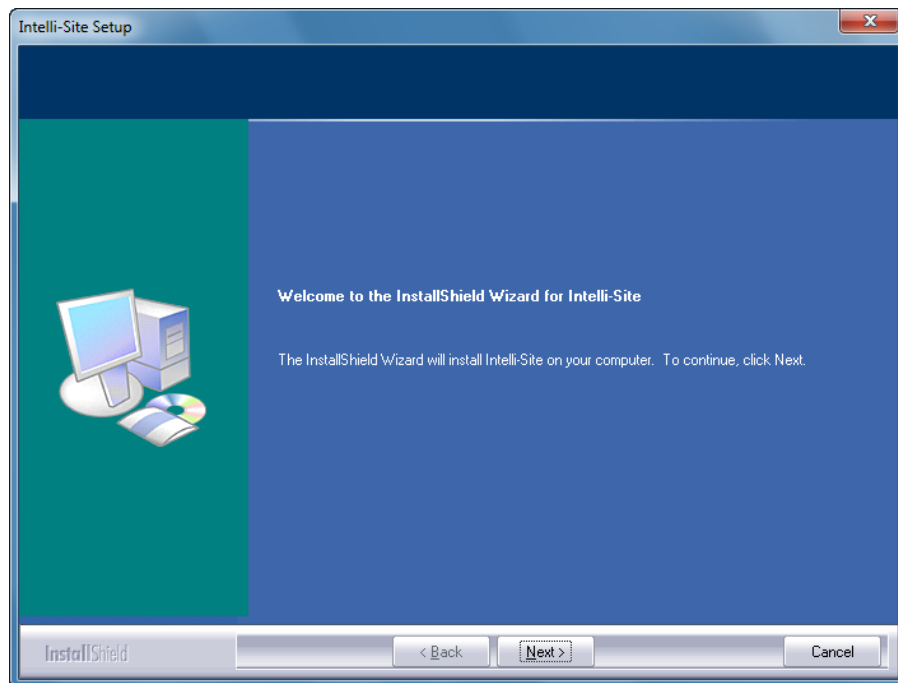 Intelli-Site Setup
Welcome to the InstallShield Wizard for Intelli-Site
The InstallShield Wizard will install Intelli-Site on your computer. To continue, click Next.
InstallShield
< Back
Next >
Cancel